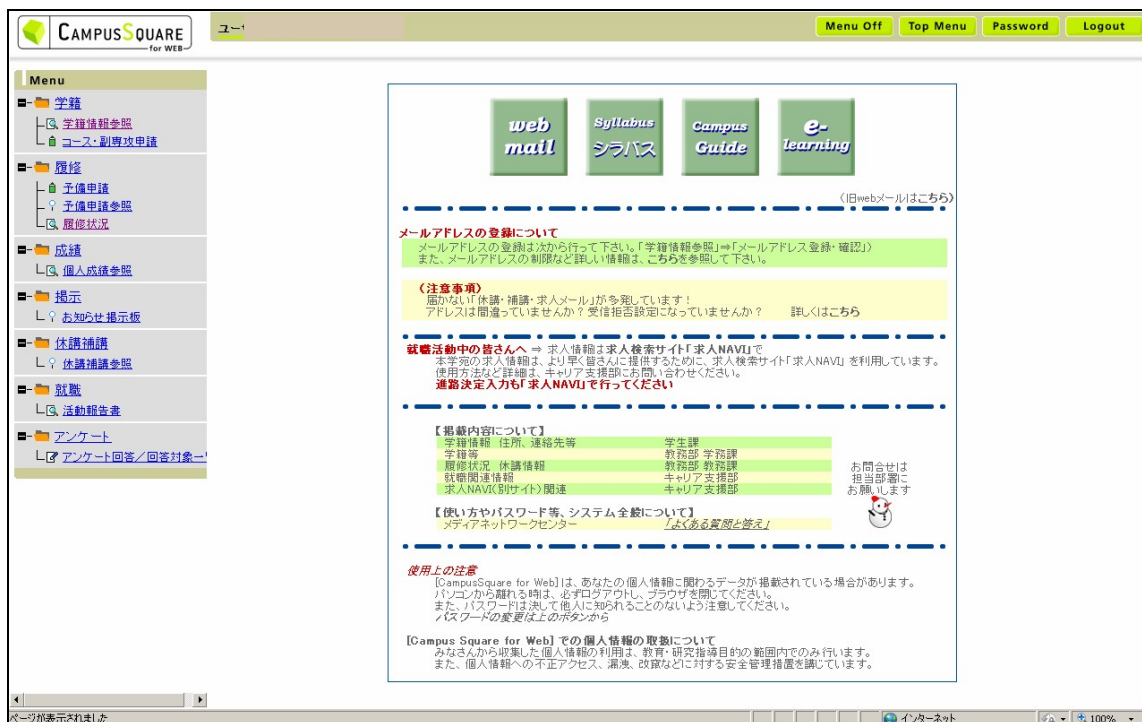 CAMPUSSQUARE
for WEB
ユーザ
Menu Off
Top Menu
Password
Logout
Menu
学籍
学籍情報参照
コース・副専攻申請
履修
予備申請
予備申請参照
履修状況
成績
個人成績参照
掲示
お知らせ掲示板
休講補講
休講補講参照
就職
活動報告書
アンケート
アンケート回答/回答対象一
web mail
Syllabus シラバス
Campus Guide
e-learning
(旧webメールはこちら)
メールアドレスの登録について
メールアドレスの登録は次から行って下さい。「学籍情報参照」⇒「メールアドレス登録・確認」)
また、メールアドレスの制限など詳しい情報は、こちらを参照して下さい。
(注意事項)
届かない「休講・補講・求人メール」が多発しています!
アドレスは間違っていませんか?受信拒否設定になっていませんか? 詳しくはこちら
就職活動中の皆さんへ ⇒ 求人情報は求人検索サイト「求人NAVI」で
本学宛の求人情報は、より早く皆さんに提供するために、求人検索サイト「求人NAVI」を利用しています。
使用方法など詳細は、キャリア支援部にお問い合わせください。
進路決定入力も「求人NAVI」で行ってください
【掲載内容について】
学籍情報 住所、連絡先等 学生課
学籍等 教務部 学務課
履修状況 休講情報 教務部 教務課
就職関連情報 キャリア支援部
求人NAVI(別サイト)関連 キャリア支援部
お問合せは
担当部署に
お願いします
【使い方やパスワード等、システム全般について】
メディアネットワークセンター 「よくある質問と答え」
使用上の注意
[CampusSquare for Web]は、あなたの個人情報に関わるデータが掲載されている場合があります。
パソコンから離れる時は、必ずログアウトし、ブラウザを閉じてください。
また、パスワードは決して他人に知られることのないよう注意してください。
パスワードの変更は上のボタンから
[Campus Square for Web] での個人情報の取扱について
みなさんから収集した個人情報の利用は、教育・研究指導目的の範囲内でのみ行います。
また、個人情報への不正アクセス、漏洩、改竄などに対する安全管理措置を講じています。
ページが表示されました
インターネット
100%